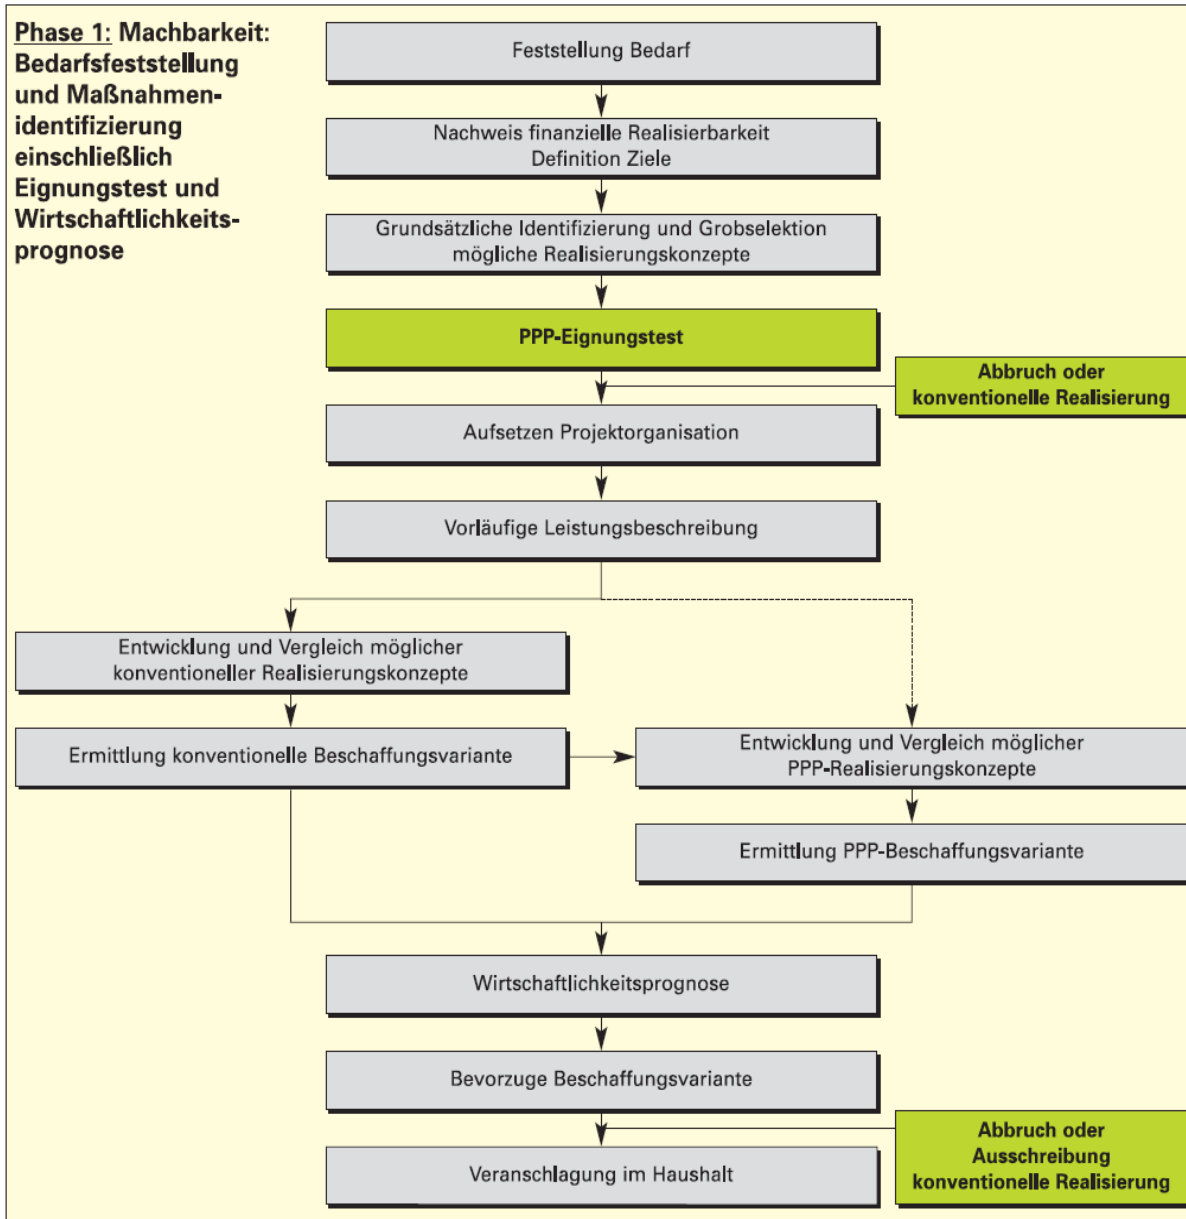 Phase 1: Machbarkeit:
Bedarfsfeststellung
und Maßnahmen-
identifizierung
einschließlich
Eignungstest und
Wirtschaftlichkeits-
prognose
Feststellung Bedarf
Nachweis finanzielle Realisierbarkeit
Definition Ziele
Grundsätzliche Identifizierung und Grobselektion
mögliche Realisierungskonzepte
PPP-Eignungstest
Abbruch oder
konventionelle Realisierung
Aufsetzen Projektorganisation
Vorläufige Leistungsbeschreibung
Entwicklung und Vergleich möglicher
konventioneller Realisierungskonzepte
Ermittlung konventionelle Beschaffungsvariante
Entwicklung und Vergleich möglicher
PPP-Realisierungskonzepte
Ermittlung PPP-Beschaffungsvariante
Wirtschaftlichkeitsprognose
Bevorzuge Beschaffungsvariante
Abbruch oder
Ausschreibung
konventionelle Realisierung
Veranschlagung im Haushalt